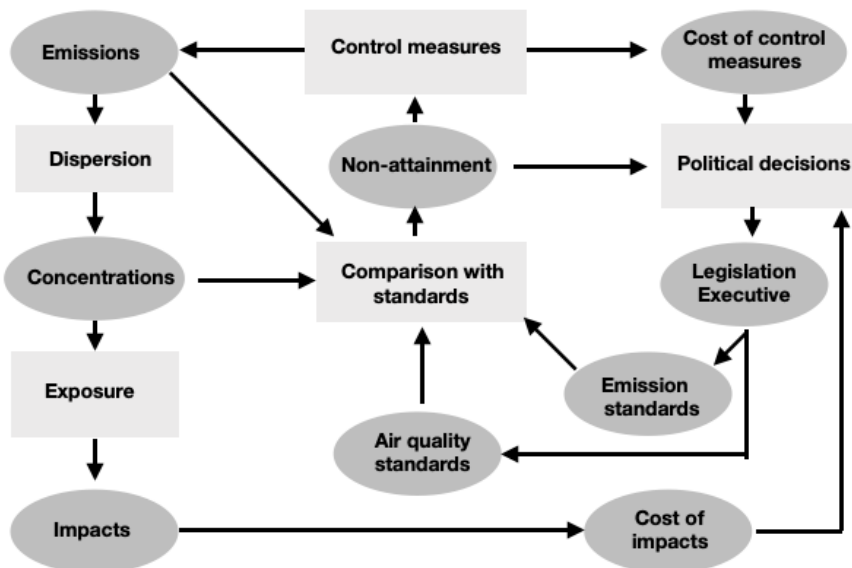 Emissions
Control measures
Cost of control
measures
Dispersion
Non-attainment
Political decisions
Concentrations
Comparison with
standards
Legislation
Executive
Exposure
Emission
standards
Air quality
standards
Impacts
Cost of
impacts